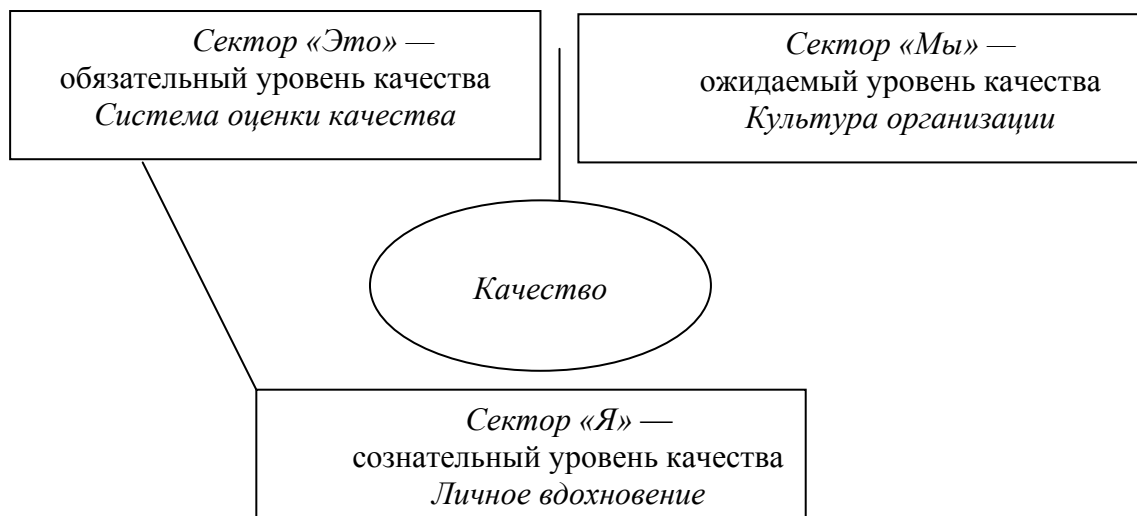 Сектор «Это» —
обязательный уровень качества
Система оценки качества
Сектор «Мы» —
ожидаемый уровень качества
Культура организации
Качество
Сектор «Я» —
сознательный уровень качества
Личное вдохновение